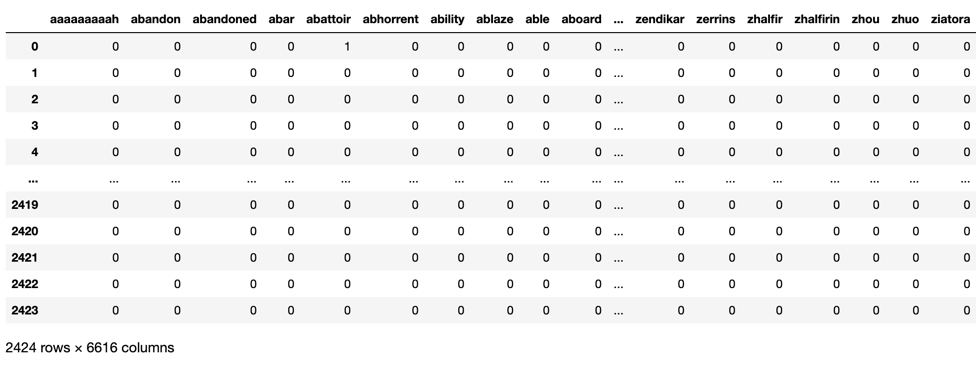 aaaaaaaaah abandon abandoned abar abattoir abhorrent ability ablaze able aboard ... zendikar zerrins zhalfir zhalfirin zhou zhuo ziatora
0 0 0 0 0 1 0 0 0 0 0 ... 0 0 0 0 0 0 0
1 0 0 0 0 0 0 0 0 0 0 ... 0 0 0 0 0 0 0
2 0 0 0 0 0 0 0 0 0 0 ... 0 0 0 0 0 0 0
3 0 0 0 0 0 0 0 0 0 0 ... 0 0 0 0 0 0 0
4 0 0 0 0 0 0 0 0 0 0 ... 0 0 0 0 0 0 0
... ... ... ... ... ... ... ... ... ... ... ... ... ... ... ... ... ... ...
2419 0 0 0 0 0 0 0 0 0 0 ... 0 0 0 0 0 0 0
2420 0 0 0 0 0 0 0 0 0 0 ... 0 0 0 0 0 0 0
2421 0 0 0 0 0 0 0 0 0 0 ... 0 0 0 0 0 0 0
2422 0 0 0 0 0 0 0 0 0 0 ... 0 0 0 0 0 0 0
2423 0 0 0 0 0 0 0 0 0 0 ... 0 0 0 0 0 0 0
2424 rows × 6616 columns